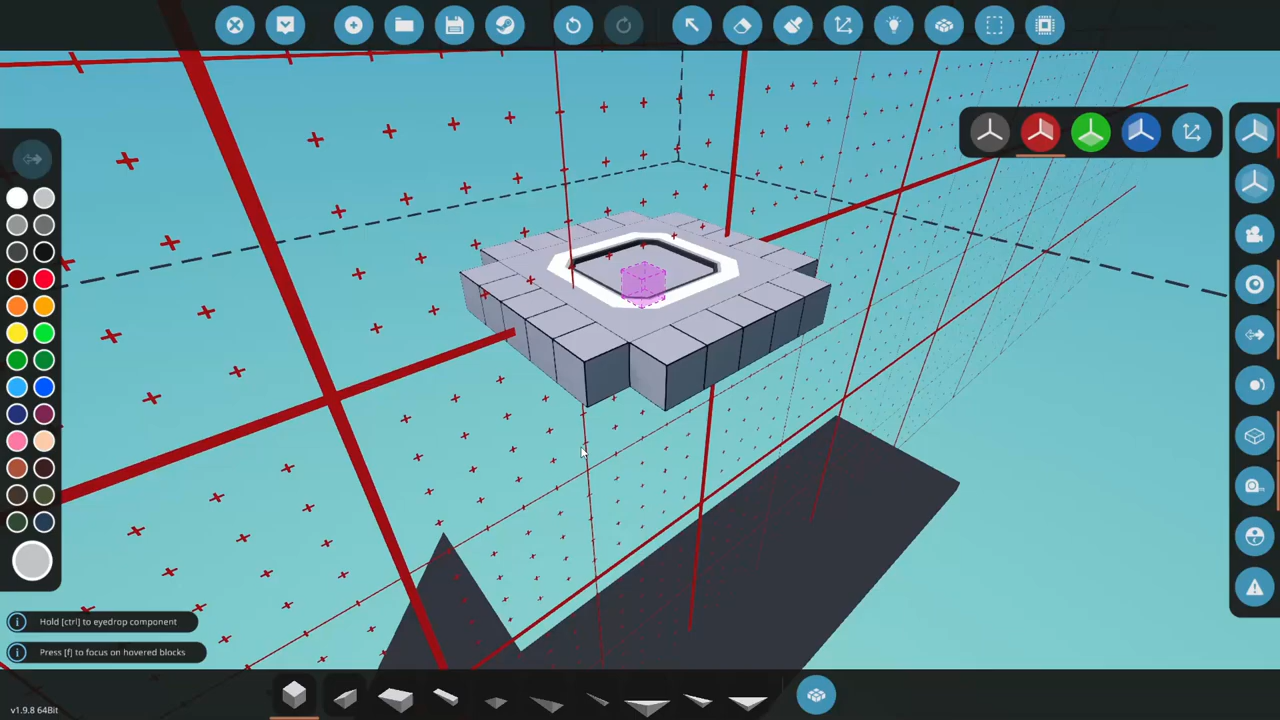 Hold [ctrl] to eyedrop component
Press [f] to focus on hovered blocks
v1.9.8 64Bit